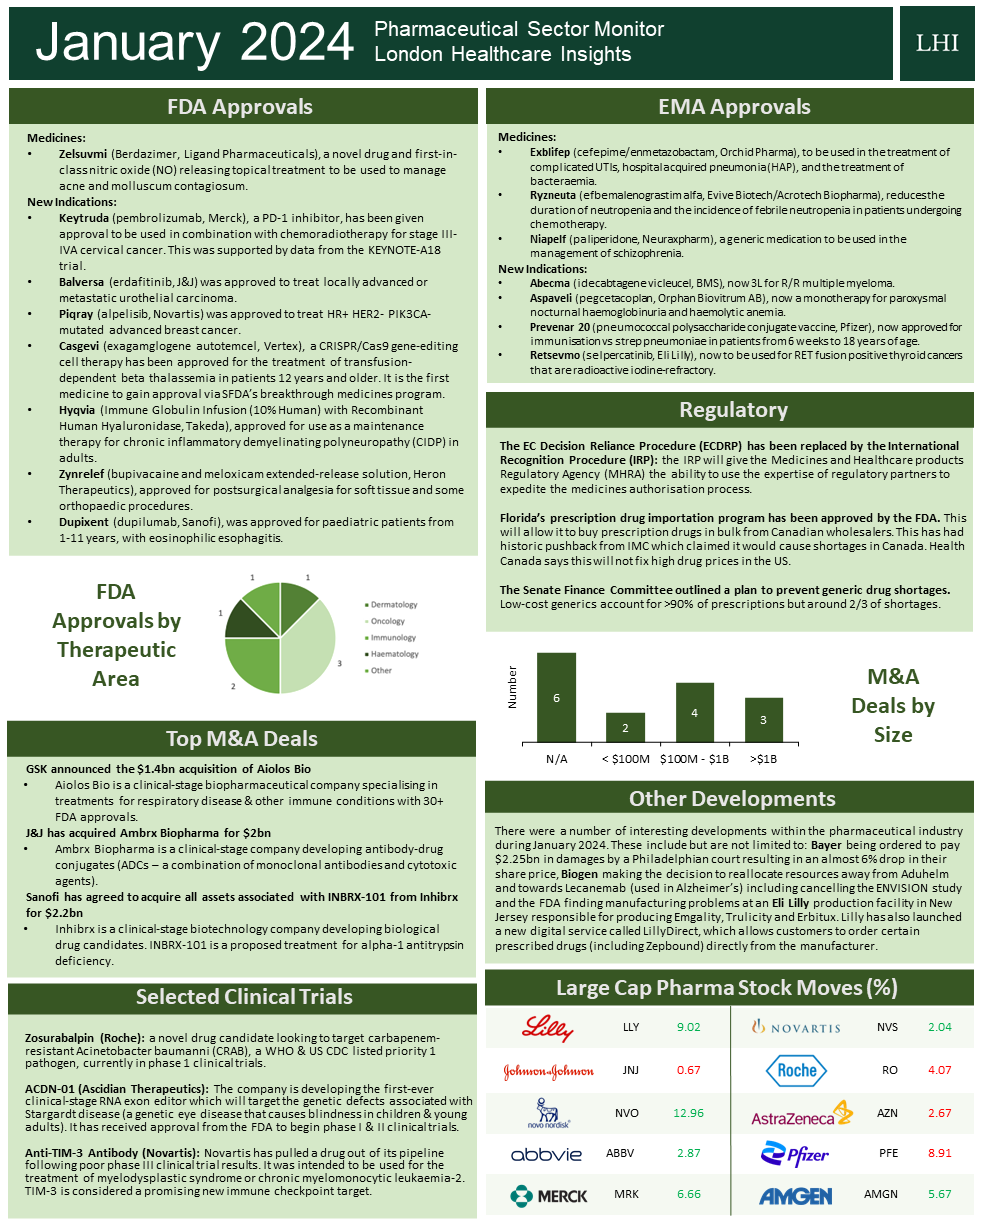 January 2024
Pharmaceutical Sector Monitor
London Healthcare Insights
LHI
FDA Approvals
Medicines:
• Zelsuvmi (Berdazimer, Ligand Pharmaceuticals), a novel drug and first-in-
class nitric oxide (NO) releasing topical treatment to be used to manage
acne and molluscum contagiosum.
New Indications:
• Keytruda (pembrolizumab, Merck), a PD-1 inhibitor, has been given
approval to be used in combination with chemoradiotherapy for stage III-
IVA cervical cancer. This was supported by data from the KEYNOTE-A18
trial.
• Balversa (erdafitinib, J&J) was approved to treat locally advanced or
metastatic urothelial carcinoma.
• Piqray (alpelisib, Novartis) was approved to treat HR+ HER2- PIK3CA-
mutated advanced breast cancer.
• Casgevi (exagamglogene autotemcel, Vertex), a CRISPR/Cas9 gene-editing
cell therapy has been approved for the treatment of transfusion-
dependent beta thalassemia in patients 12 years and older. It is the first
medicine to gain approval via SFDA's breakthrough medicines program.
• Hyqvia (Immune Globulin Infusion (10% Human) with Recombinant
Human Hyaluronidase, Takeda), approved for use as a maintenance
therapy for chronic inflammatory demyelinating polyneuropathy (CIDP) in
adults.
• Zynrelef (bupivacaine and meloxicam extended-release solution, Heron
Therapeutics), approved for postsurgical analgesia for soft tissue and some
orthopaedic procedures.
• Dupixent (dupilumab, Sanofi), was approved for paediatric patients from
1-11 years, with eosinophilic esophagitis.
FDA
Approvals by
Therapeutic
Area
1
1
3
2
1
Dermatology
Oncology
Immunology
Haematology
Other
Top M&A Deals
GSK announced the $1.4bn acquisition of Aiolos Bio
• Aiolos Bio is a clinical-stage biopharmaceutical company specialising in
treatments for respiratory disease & other immune conditions with 30+
FDA approvals.
J&J has acquired Ambrx Biopharma for $2bn
• Ambrx Biopharma is a clinical-stage company developing antibody-drug
conjugates (ADCs – a combination of monoclonal antibodies and cytotoxic
agents).
Sanofi has agreed to acquire all assets associated with INBRX-101 from Inhibrx
for $2.2bn
• Inhibrx is a clinical-stage biotechnology company developing biological
drug candidates. INBRX-101 is a proposed treatment for alpha-1 antitrypsin
deficiency.
Selected Clinical Trials
Zosurabalpin (Roche): a novel drug candidate looking to target carbapenem-
resistant Acinetobacter baumanni (CRAB), a WHO & US CDC listed priority 1
pathogen, currently in phase 1 clinical trials.
ACDN-01 (Ascidian Therapeutics): The company is developing the first-ever
clinical-stage RNA exon editor which will target the genetic defects associated with
Stargardt disease (a genetic eye disease that causes blindness in children & young
adults). It has received approval from the FDA to begin phase I & II clinical trials.
Anti-TIM-3 Antibody (Novartis): Novartis has pulled a drug out of its pipeline
following poor phase III clinical trial results. It was intended to be used for the
treatment of myelodysplastic syndrome or chronic myelomonocytic leukaemia-2.
TIM-3 is considered a promising new immune checkpoint target.
EMA Approvals
Medicines:
• Exblifep (cefepime/enmetazobactam, Orchid Pharma), to be used in the treatment of
complicated UTIs, hospital acquired pneumonia (HAP), and the treatment of
bacteraemia.
• Ryzneuta (efbemalenograstim alfa, Evive Biotech/Acrotech Biopharma), reduces the
duration of neutropenia and the incidence of febrile neutropenia in patients undergoing
chemotherapy.
• Niapelf (paliperidone, Neuraxpharm), a generic medication to be used in the
management of schizophrenia.
New Indications:
• Abecma (idecabtagene vicleucel, BMS), now 3L for R/R multiple myeloma.
• Aspaveli (pegcetacoplan, Orphan Biovitrum AB), now a monotherapy for paroxysmal
nocturnal haemoglobinuria and haemolytic anemia.
• Prevenar 20 (pneumococcal polysaccharide conjugate vaccine, Pfizer), now approved for
immunisation vs strep pneumoniae in patients from 6 weeks to 18 years of age.
• Retsevmo (selpercatinib, Eli Lilly), now to be used for RET fusion positive thyroid cancers
that are radioactive iodine-refractory.
Regulatory
The EC Decision Reliance Procedure (ECDRP) has been replaced by the International
Recognition Procedure (IRP): the IRP will give the Medicines and Healthcare products
Regulatory Agency (MHRA) the ability to use the expertise of regulatory partners to
expedite the medicines authorisation process.
Florida's prescription drug importation program has been approved by the FDA. This
will allow it to buy prescription drugs in bulk from Canadian wholesalers. This has had
historic pushback from IMC which claimed it would cause shortages in Canada. Health
Canada says this will not fix high drug prices in the US.
The Senate Finance Committee outlined a plan to prevent generic drug shortages.
Low-cost generics account for >90% of prescriptions but around 2/3 of shortages.
Number
6
2
4
3
N/A
< $100M
$100M - $1B
>$1B
M&A
Deals by
Size
Other Developments
There were a number of interesting developments within the pharmaceutical industry
during January 2024. These include but are not limited to: Bayer being ordered to pay
$2.25bn in damages by a Philadelphian court resulting in an almost 6% drop in their
share price, Biogen making the decision to reallocate resources away from Aduhelm
and towards Lecanemab (used in Alzheimer's) including cancelling the ENVISION study
and the FDA finding manufacturing problems at an Eli Lilly production facility in New
Jersey responsible for producing Emgality, Trulicity and Erbitux. Lilly has also launched
a new digital service called LillyDirect, which allows customers to order certain
prescribed drugs (including Zepbound) directly from the manufacturer.
Large Cap Pharma Stock Moves (%)
Lilly LLY 9.02
NOVARTIS NVS 2.04
Johnson & Johnson JNJ 0.67
Roche RO 4.07
novo nordisk NVO 12.96
AstraZeneca AZN 2.67
abbvie ABBV 2.87
Pfizer PFE 8.91
MERCK MRK 6.66
AMGEN AMGN 5.67